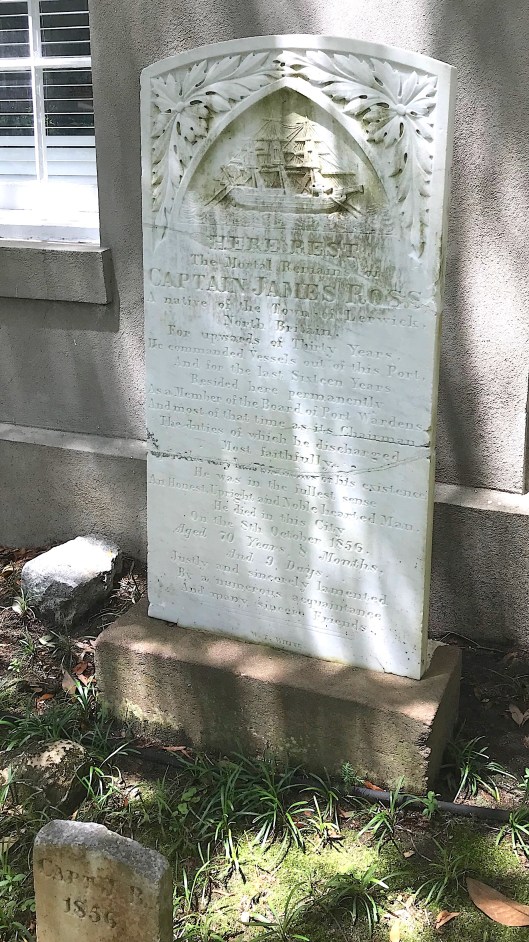 HERE REST
The Mortal Remains of
CAPTAIN JAMES ROSS
A native of the Town of Lerwick,
North Britain.
For upwards of Thirty Years,
He commanded Vessels out of this Port,
And for the last Sixteen Years
Resided here permanently
As a Member of the Board of Port Wardens,
And most of that time as its Chairman,
The duties of which he discharged
Most faithfully.
his existence
He was in the fullest sense
An Honest, Upright and Noble hearted Man.
He died in this City,
On the 8th October 1856.
Aged 70 Years 8 Months,
And 9 Days.
Justly and sincerely lamented
By a numerous acquaintance
And many sincere Friends.
CAPT. J. R.
1856